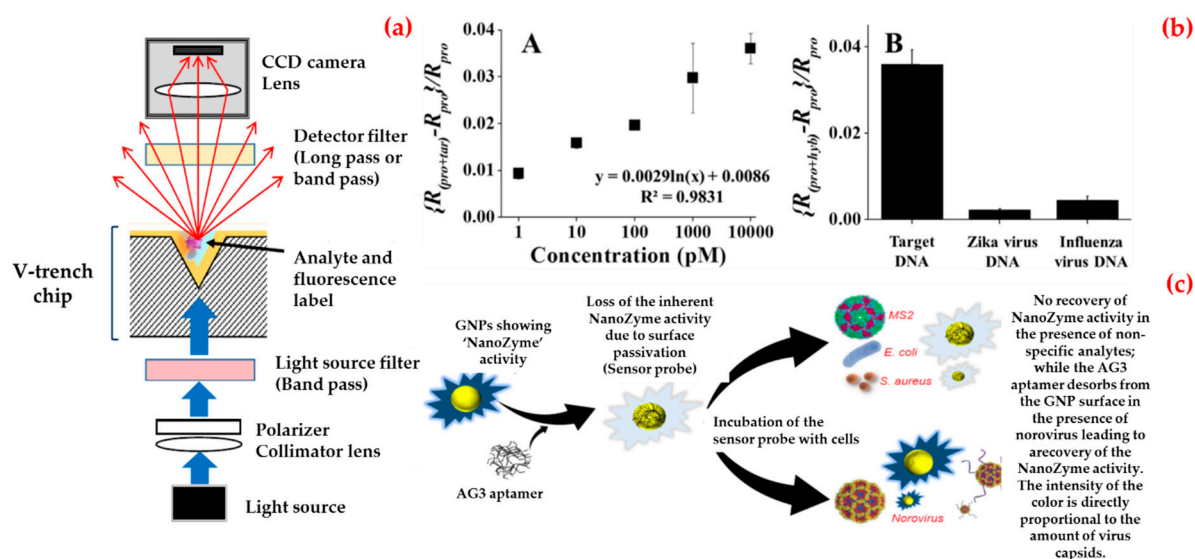 (a)
CCD camera
Lens
Detector filter
(Long pass or
band pass)
V-trench
chip
Analyte and
fluorescence
label
Light source filter
(Band pass)
Polarizer
Collimator lens
Light source
(b)
A
{R(pro+tar)-Rpro}/Rpro
0.04
0.03
0.02
0.01
0.00
y = 0.0029ln(x) + 0.0086
R² = 0.9831
1
10
100
1000
10000
Concentration (pM)
B
{R(pro+hyb)-Rpro}/Rpro
0.04
0.02
0.00
Target
DNA
Zika virus
DNA
Influenza
virus DNA
(c)
GNPs showing
'NanoZyme'
activity
AG3 aptamer
Loss of the inherent
NanoZyme activity
due to surface
passivation
(Sensor probe)
Incubation of the
sensor probe with cells
MS2
E. coli
S. aureus
Norovirus
No recovery of
NanoZyme activity in
the presence of non-
specific analytes;
while the AG3
aptamer desorbs from
the GNP surface in
the presence of
norovirus leading to
arecovery of the
NanoZyme activity.
The intensity of the
color is directly
proportional to the
amount of virus
capsids.